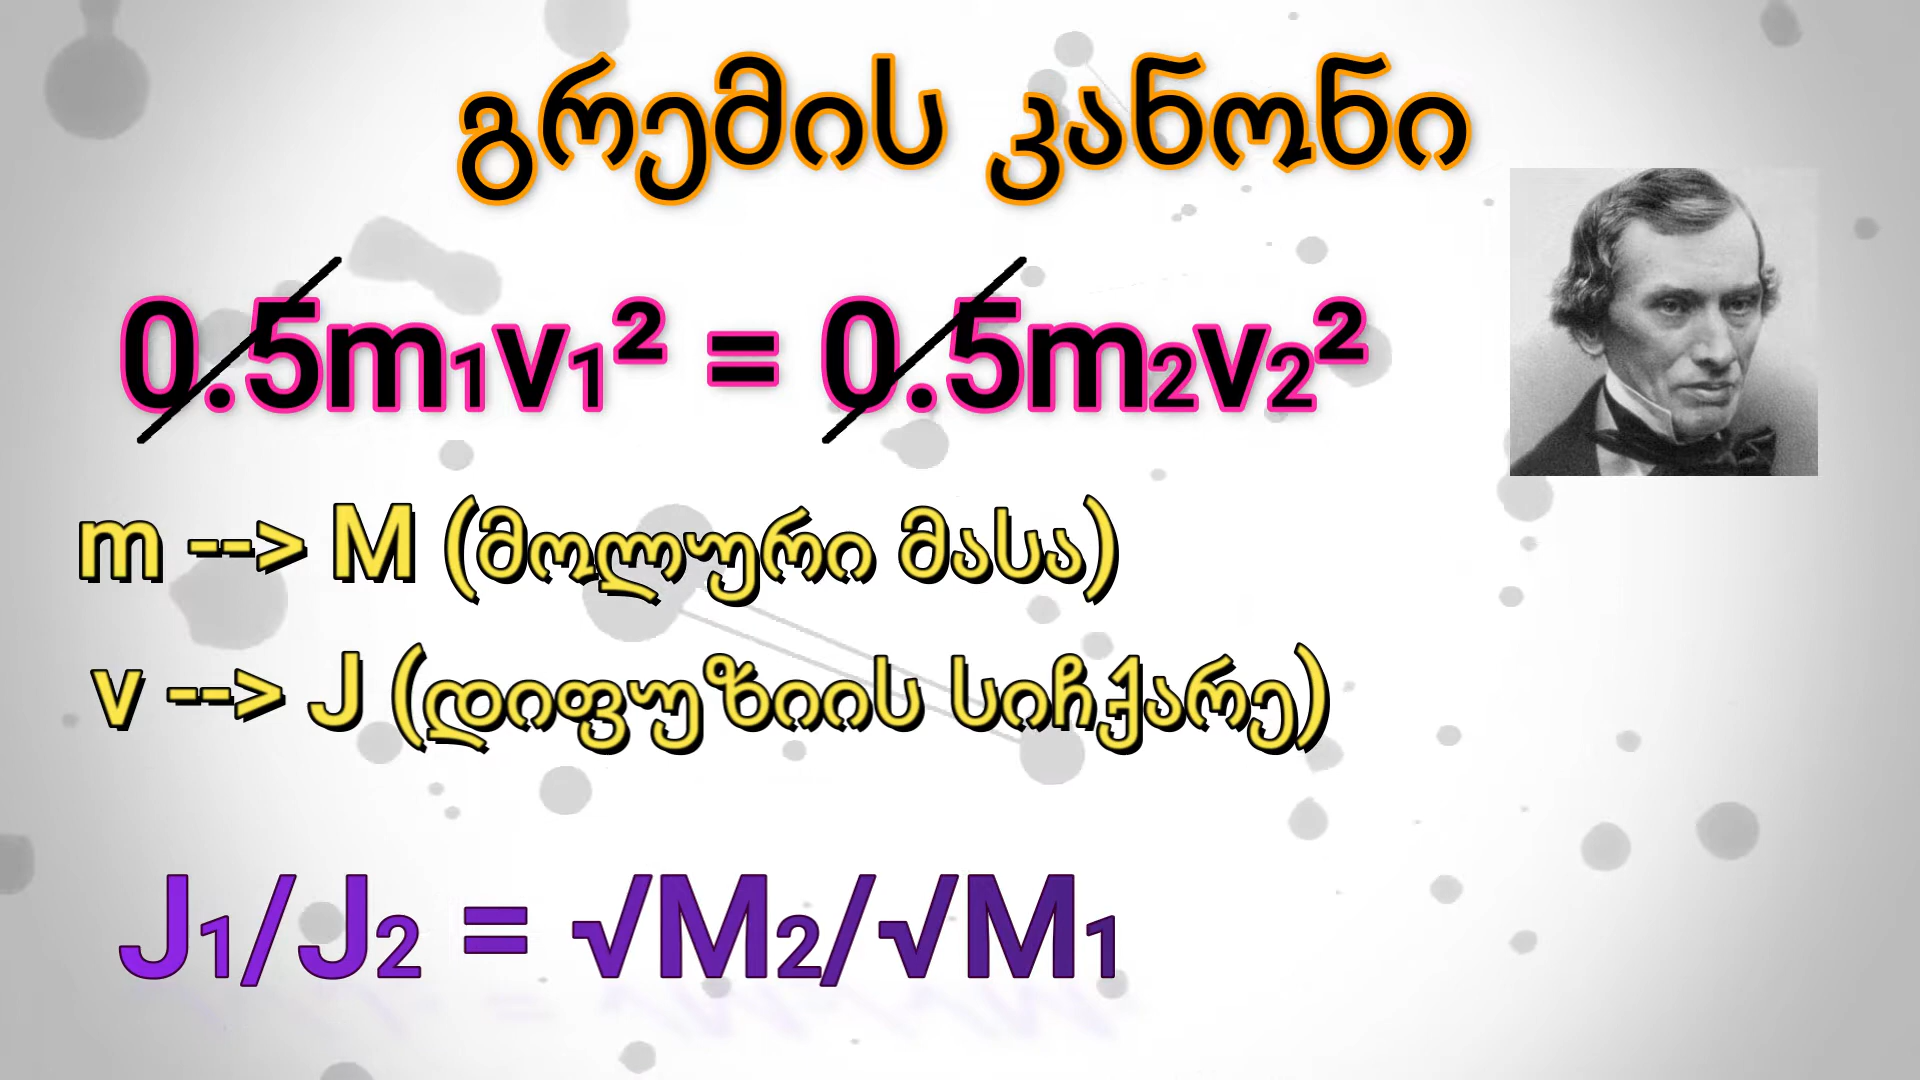 გრემის კანონი
0.5m₁v₁² = 0.5m₂v₂²
m --> M (მოლური მასა)
v --> J (დიფუზიის სიჩქარე)
J₁/J₂ = √M₂/√M₁